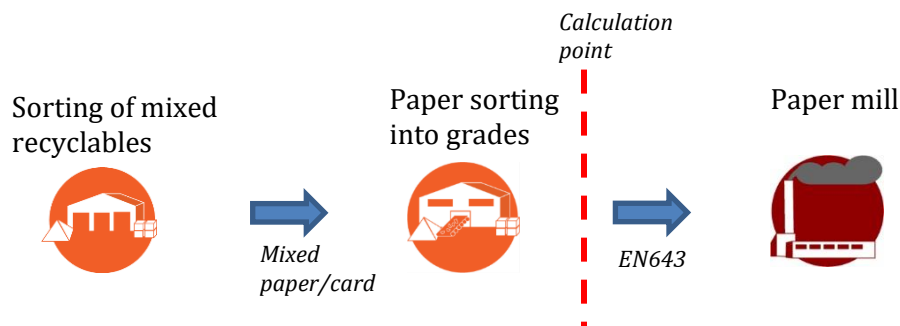 Calculation
point
Sorting of mixed
recyclables
Paper sorting
into grades
Paper mill
Mixed
paper/card
EN643